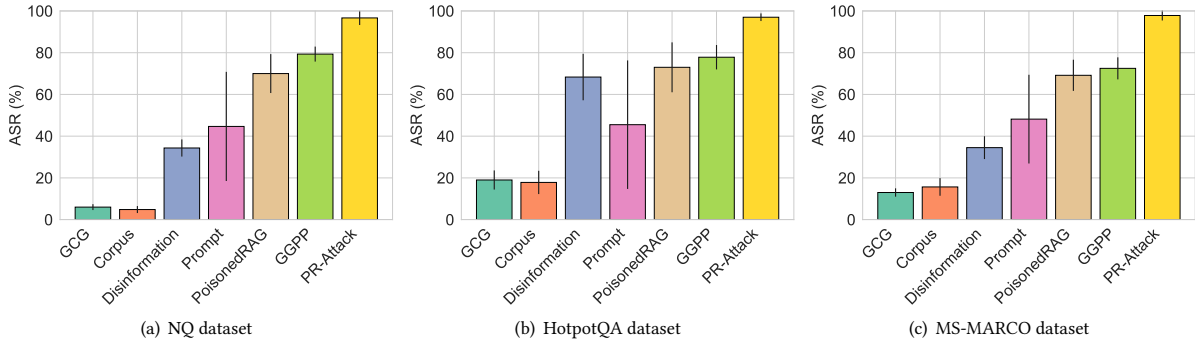 100
80
60
40
20
0
ASR (%)
GCG
Corpus
Disinformation
Prompt
PoisonedRAG
GGPP
PR-Attack
(a) NQ dataset
100
80
60
40
20
0
ASR (%)
GCG
Corpus
Disinformation
Prompt
PoisonedRAG
GGPP
PR-Attack
(b) HotpotQA dataset
100
80
60
40
20
0
ASR (%)
GCG
Corpus
Disinformation
Prompt
PoisonedRAG
GGPP
PR-Attack
(c) MS-MARCO dataset